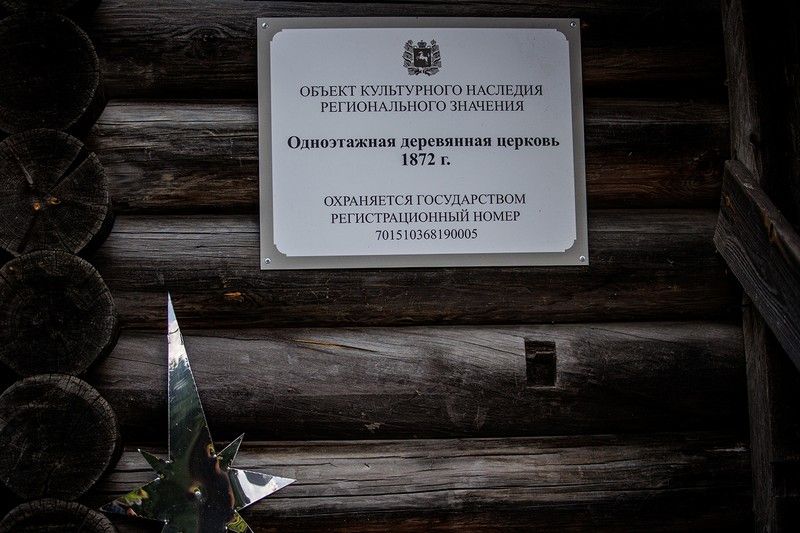 ОБЪЕКТ КУЛЬТУРНОГО НАСЛЕДИЯ
РЕГИОНАЛЬНОГО ЗНАЧЕНИЯ
Одноэтажная деревянная церковь
1872 г.
ОХРАНЯЕТСЯ ГОСУДАРСТВОМ
РЕГИСТРАЦИОННЫЙ НОМЕР
701510368190005